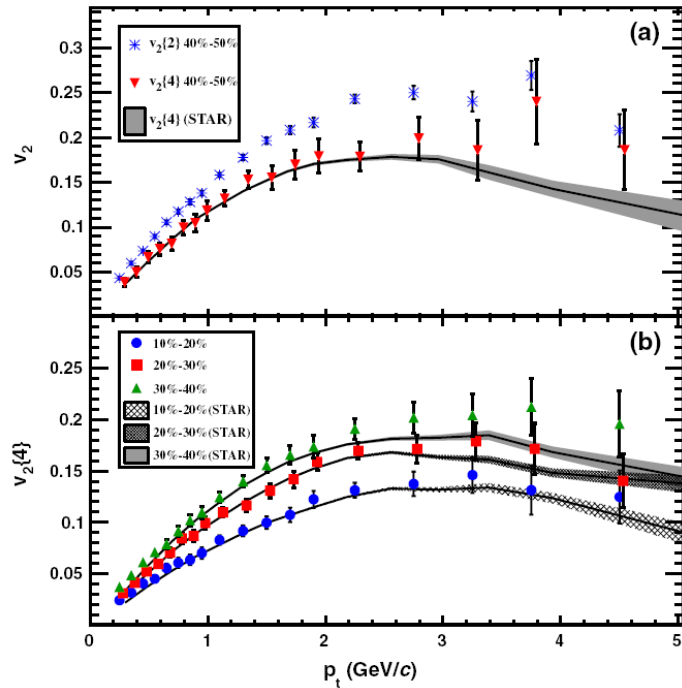 (a)
0.3
0.25
0.2
0.15
0.1
0.05
v₂
v₂{2} 40%-50%
v₂{4} 40%-50%
v₂{4} (STAR)
(b)
0.25
0.2
0.15
0.1
0.05
v₂{4}
10%-20%
20%-30%
30%-40%
10%-20%(STAR)
20%-30%(STAR)
30%-40%(STAR)
0 1 2 3 4 5
pₜ (GeV/c)